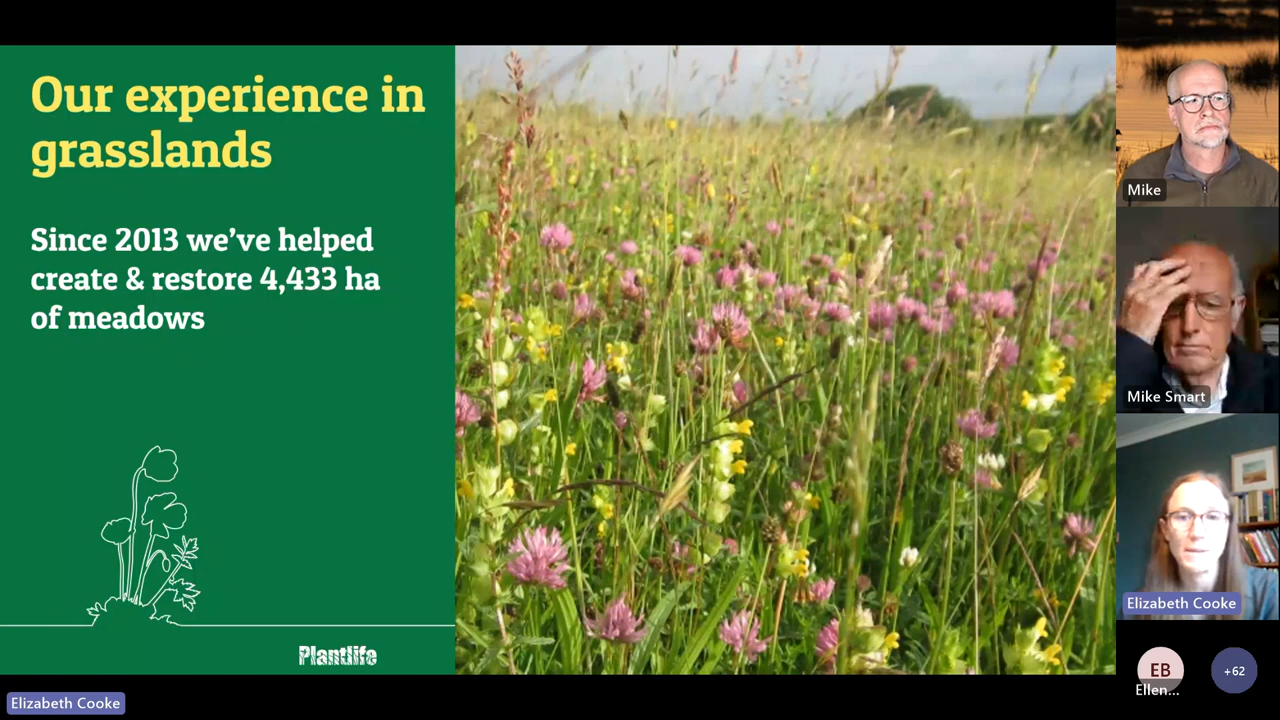 Our experience in
grasslands
Since 2013 we've helped
create & restore 4,433 ha
of meadows
Plantlife
Elizabeth Cooke
Mike
Mike Smart
Elizabeth Cooke
EB
Ellen...
+62